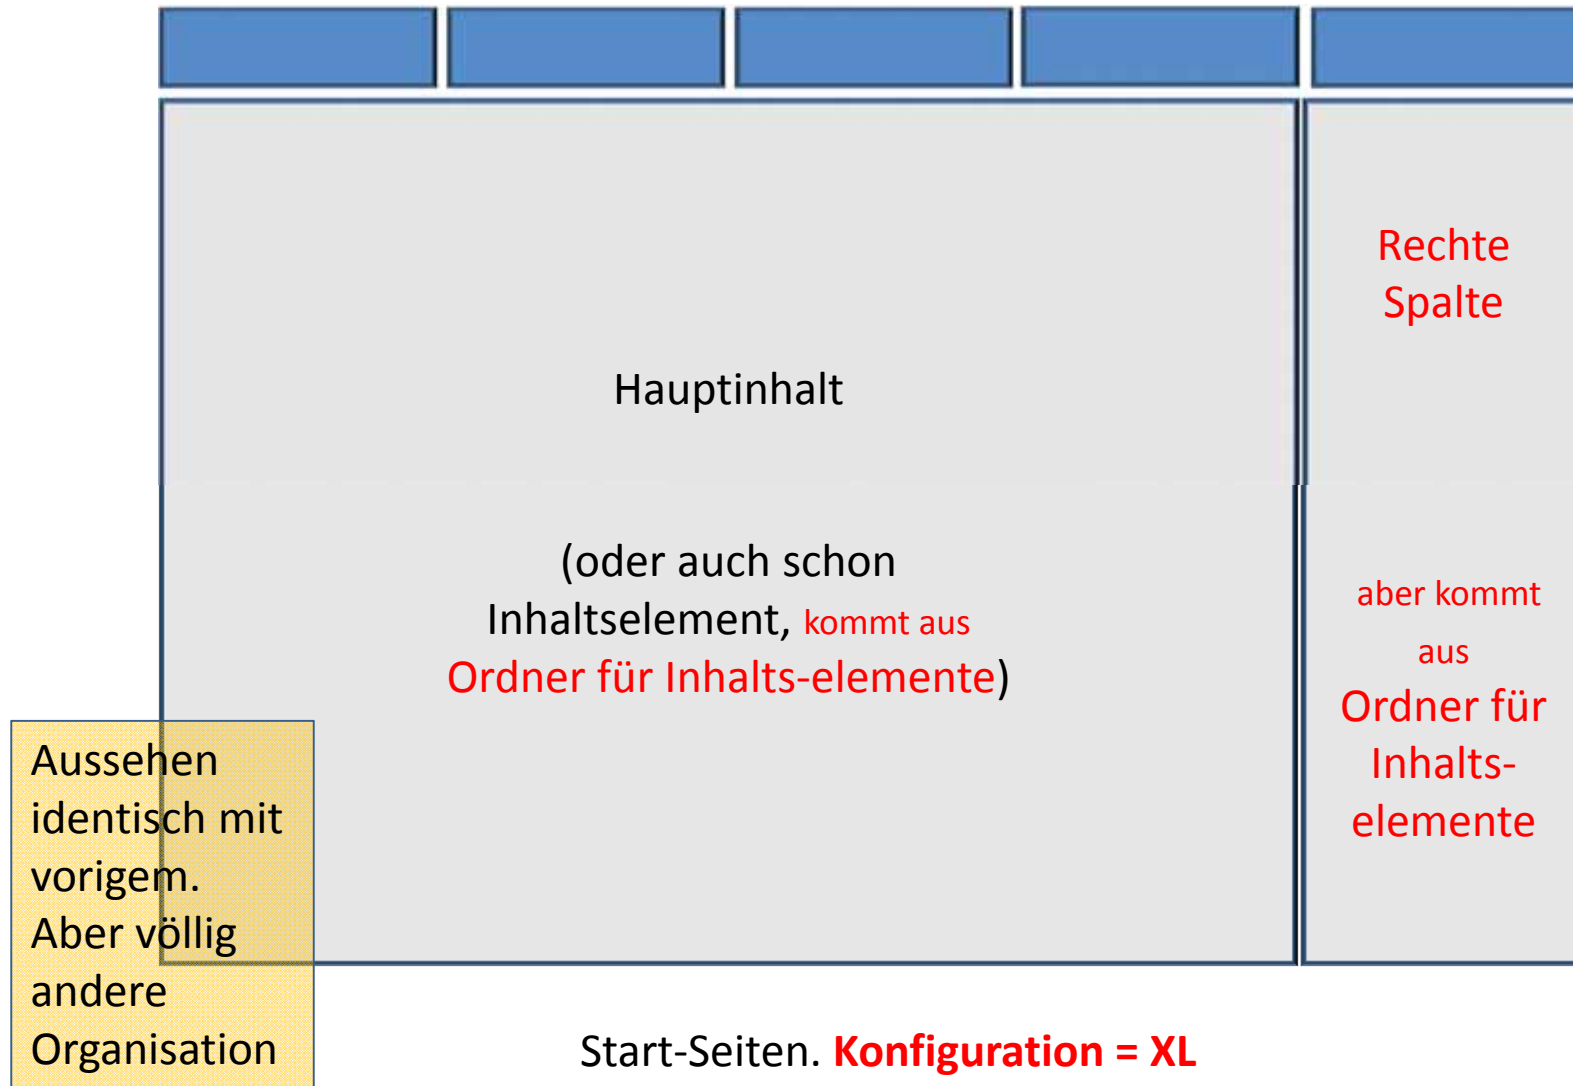 Rechte
Spalte
Hauptinhalt
(oder auch schon
Inhaltselement, kommt aus
Ordner für Inhalts-elemente)
aber kommt
aus
Ordner für
Inhalts-
elemente
Aussehen
identisch mit
vorigem.
Aber völlig
andere
Organisation
Start-Seiten. Konfiguration = XL